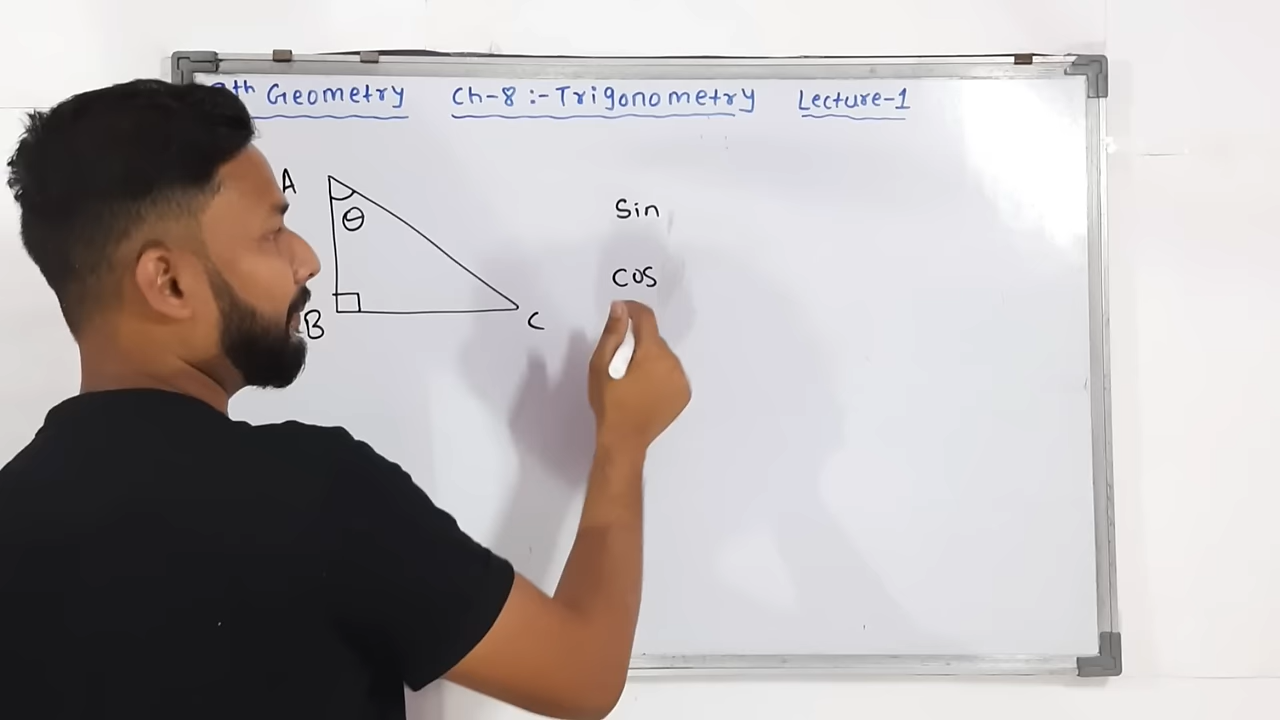 Geometry Ch-8 :- Trigonometry Lecture-1
A
θ
B
C
Sin
cos